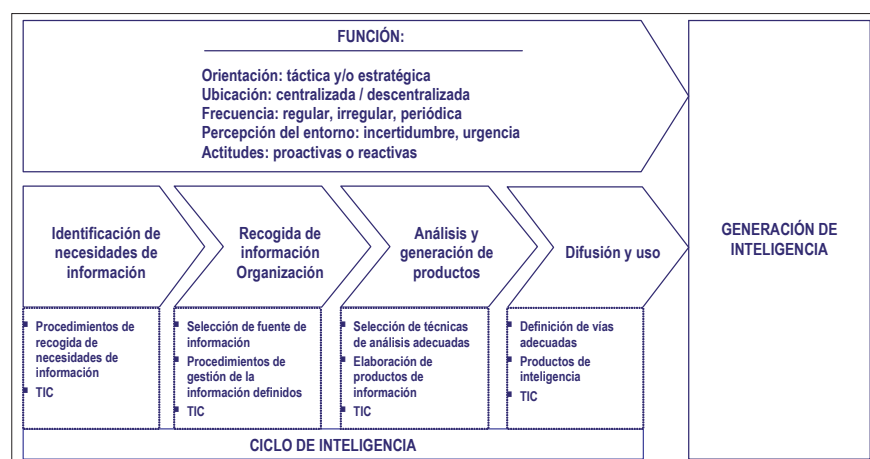 FUNCIÓN:
Orientación: táctica y/o estratégica
Ubicación: centralizada / descentralizada
Frecuencia: regular, irregular, periódica
Percepción del entorno: incertidumbre, urgencia
Actitudes: proactivas o reactivas
Identificación de
necesidades de
información
Recogida de
información
Organización
Análisis y
generación de
productos
Difusión y uso
GENERACIÓN DE
INTELIGENCIA
Procedimientos de
recogida de
necesidades de
información
TIC
Selección de fuente de
información
Procedimientos de
gestión de la
información definidos
TIC
Selección de técnicas
de análisis adecuadas
Elaboración de
productos de
información
TIC
Definición de vías
adecuadas
Productos de
inteligencia
TIC
CICLO DE INTELIGENCIA